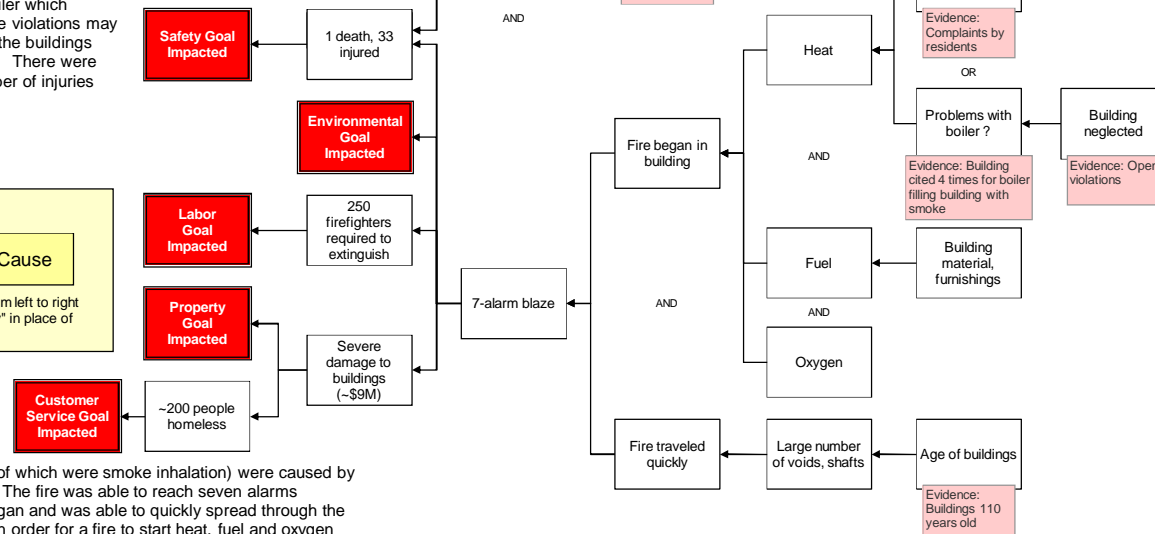 iler which
e violations may
the buildings
There were
ber of injuries
Safety Goal
Impacted
1 death, 33
injured
AND
Heat
Evidence:
Complaints by
residents
OR
Problems with
boiler ?
Building
neglected
Evidence: Building
cited 4 times for boiler
filling building with
smoke
Evidence: Open
violations
Environmental
Goal
Impacted
Fire began in
building
AND
Labor
Goal
Impacted
250
firefighters
required to
extinguish
Fuel
Building
material,
furnishings
Cause
m left to right
" in place of
Property
Goal
Impacted
7-alarm blaze
AND
AND
Oxygen
Severe
damage to
buildings
(~$9M)
Customer
Service Goal
Impacted
~200 people
homeless
Fire traveled
quickly
Large number
of voids, shafts
Age of buildings
Evidence:
Buildings 110
years old
of which were smoke inhalation) were caused by
The fire was able to reach seven alarms
gan and was able to quickly spread through the
n order for a fire to start heat, fuel and oxygen